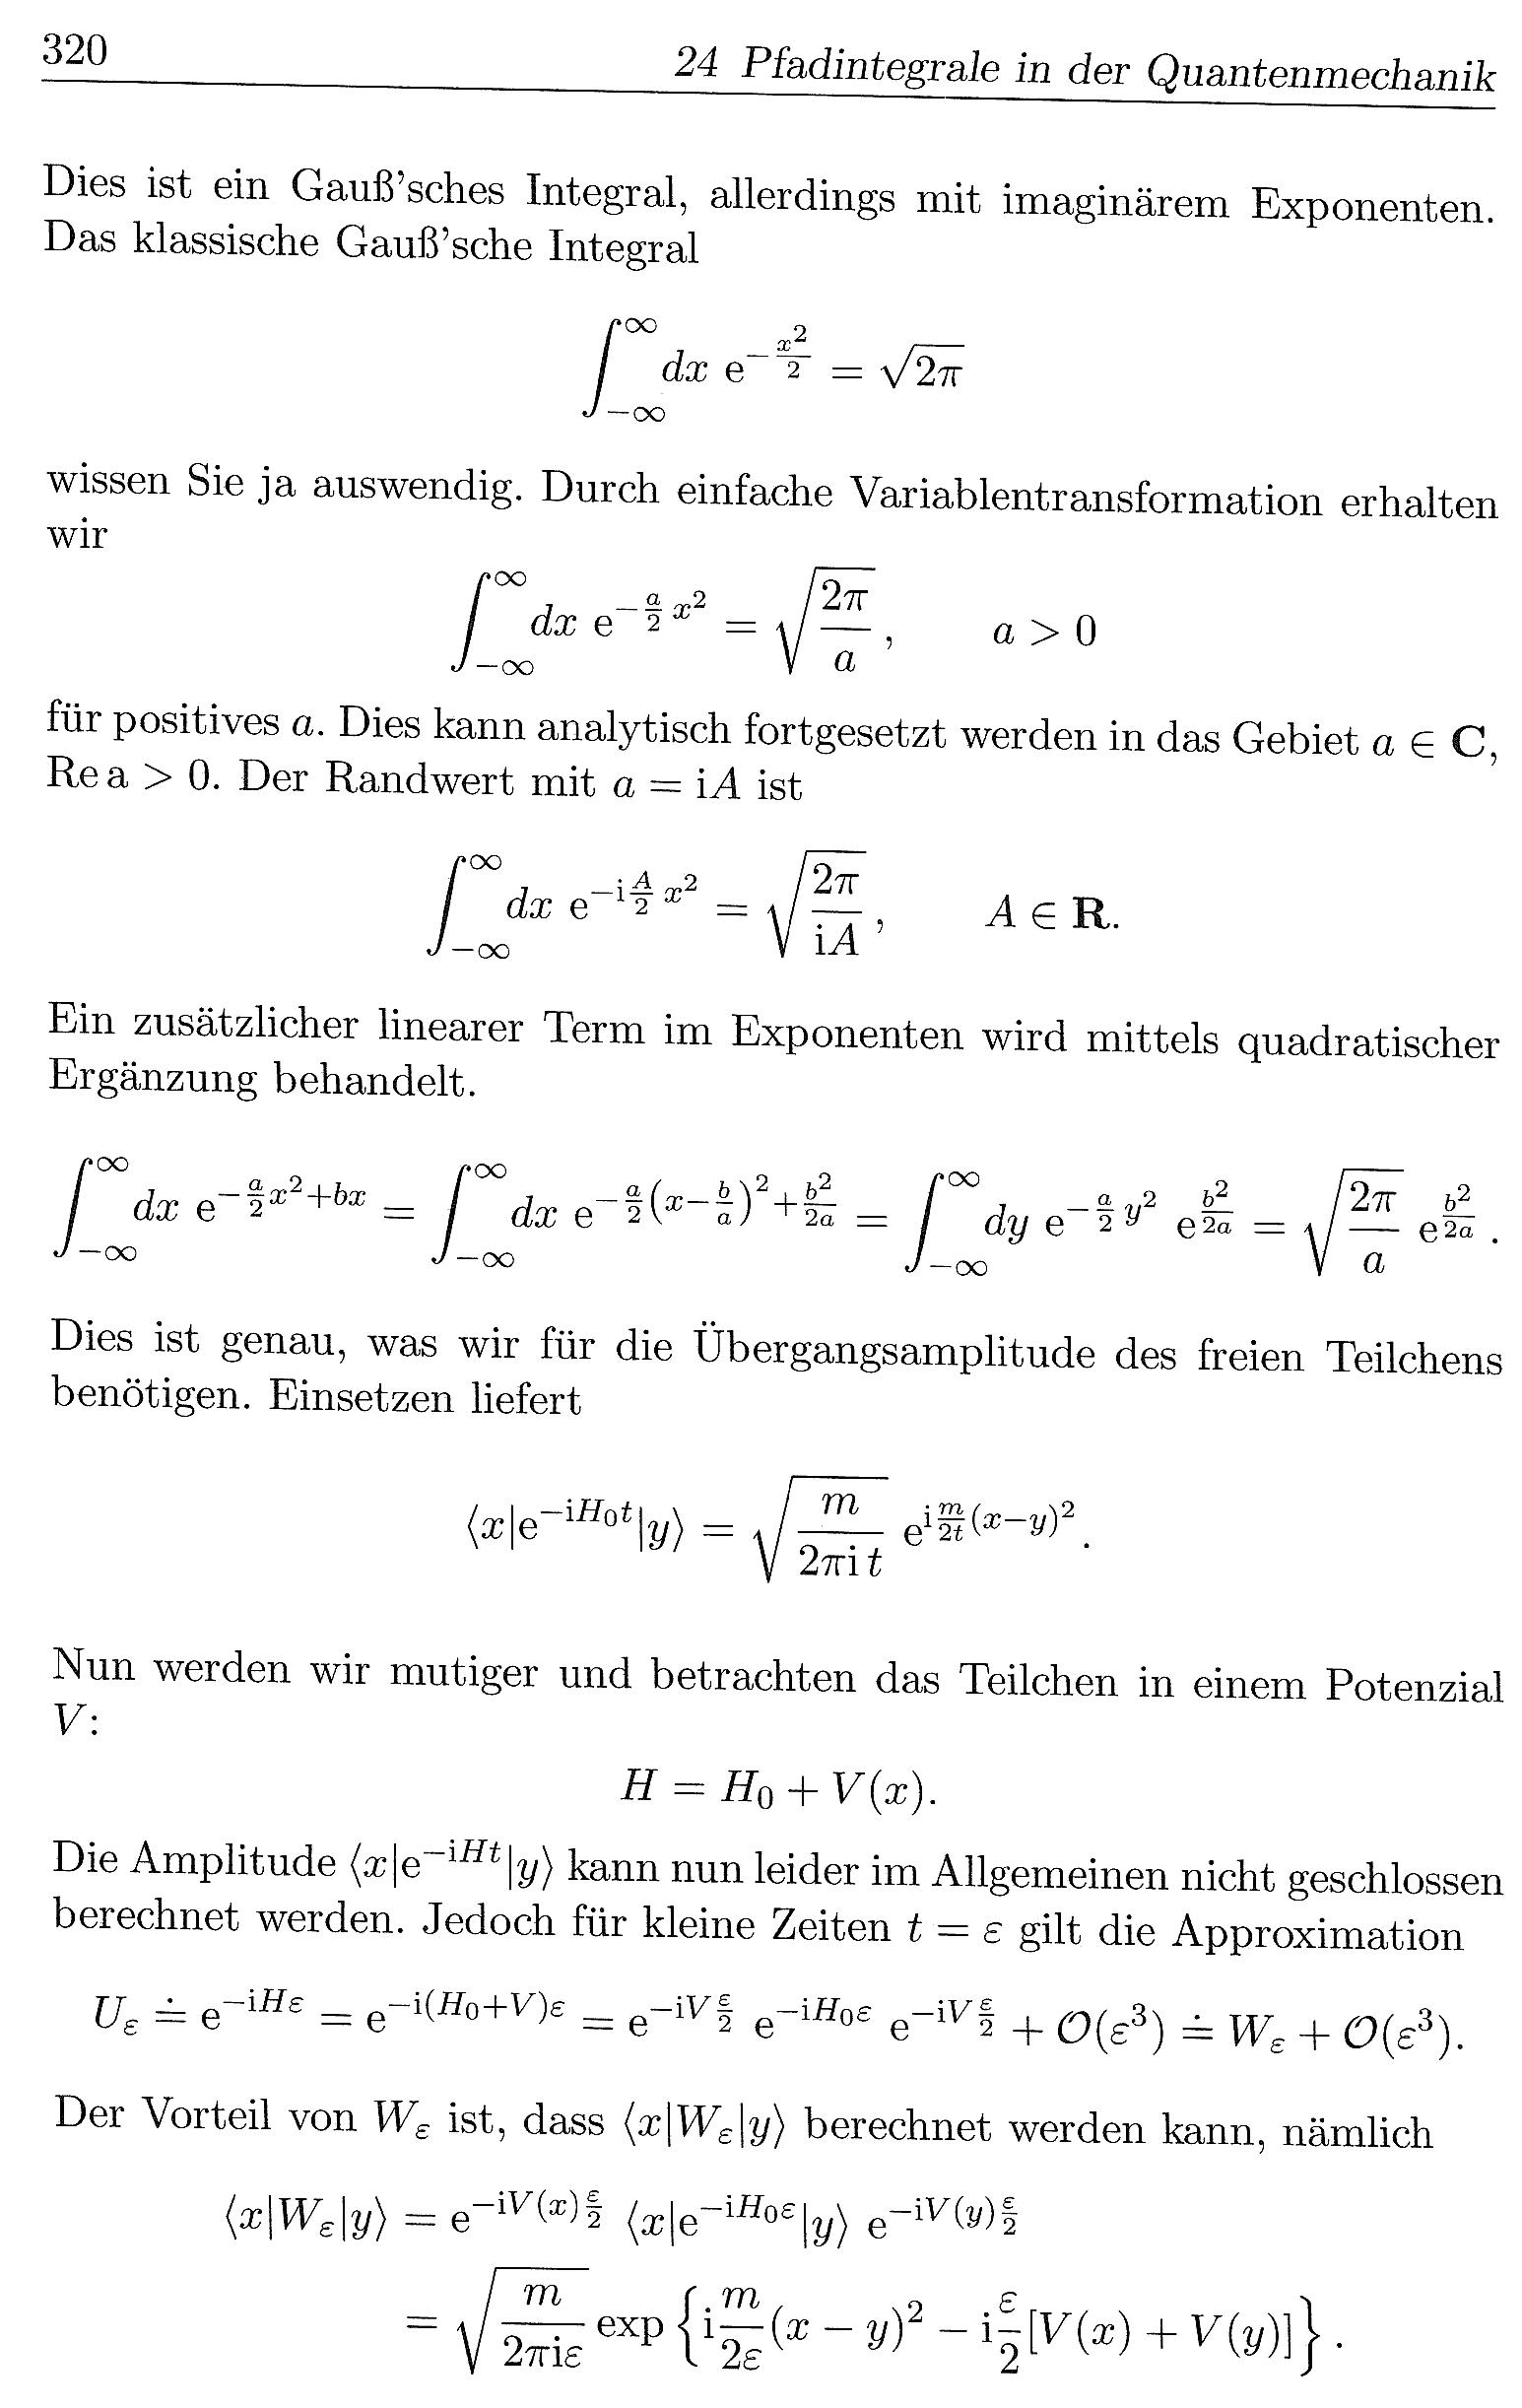 320 24 Pfadintegrale in der Quantenmechanik
Dies ist ein Gauß'sches Integral, allerdings mit imaginärem Exponenten.
Das klassische Gauß'sche Integral
$\int_{-\infty}^{\infty} dx\ \mathrm{e}^{-\frac{x^2}{2}} = \sqrt{2\pi}$
wissen Sie ja auswendig. Durch einfache Variablentransformation erhalten
wir
$\int_{-\infty}^{\infty} dx\ \mathrm{e}^{-\frac{a}{2}x^2} = \sqrt{\frac{2\pi}{a}}, \qquad a > 0$
für positives $a$. Dies kann analytisch fortgesetzt werden in das Gebiet $a \in \mathbf{C}$,
$\mathrm{Re\,a} > 0$. Der Randwert mit $a = \mathrm{i}A$ ist
$\int_{-\infty}^{\infty} dx\ \mathrm{e}^{-\mathrm{i}\frac{A}{2}x^2} = \sqrt{\frac{2\pi}{\mathrm{i}A}}, \qquad A \in \mathbf{R}.$
Ein zusätzlicher linearer Term im Exponenten wird mittels quadratischer
Ergänzung behandelt.
$\int_{-\infty}^{\infty} dx\ \mathrm{e}^{-\frac{a}{2}x^2+bx} = \int_{-\infty}^{\infty} dx\ \mathrm{e}^{-\frac{a}{2}\left(x-\frac{b}{a}\right)^2+\frac{b^2}{2a}} = \int_{-\infty}^{\infty} dy\ \mathrm{e}^{-\frac{a}{2}y^2}\ \mathrm{e}^{\frac{b^2}{2a}} = \sqrt{\frac{2\pi}{a}}\ \mathrm{e}^{\frac{b^2}{2a}}.$
Dies ist genau, was wir für die Übergangsamplitude des freien Teilchens
benötigen. Einsetzen liefert
$\langle x|\mathrm{e}^{-\mathrm{i}H_0t}|y\rangle = \sqrt{\frac{m}{2\pi\mathrm{i}\,t}}\ \mathrm{e}^{\mathrm{i}\frac{m}{2t}(x-y)^2}.$
Nun werden wir mutiger und betrachten das Teilchen in einem Potenzial
$V$:
$H = H_0 + V(x).$
Die Amplitude $\langle x|\mathrm{e}^{-\mathrm{i}Ht}|y\rangle$ kann nun leider im Allgemeinen nicht geschlossen
berechnet werden. Jedoch für kleine Zeiten $t = \varepsilon$ gilt die Approximation
$U_\varepsilon \doteq \mathrm{e}^{-\mathrm{i}H\varepsilon} = \mathrm{e}^{-\mathrm{i}(H_0+V)\varepsilon} = \mathrm{e}^{-\mathrm{i}V\frac{\varepsilon}{2}}\ \mathrm{e}^{-\mathrm{i}H_0\varepsilon}\ \mathrm{e}^{-\mathrm{i}V\frac{\varepsilon}{2}} + \mathcal{O}(\varepsilon^3) \doteq W_\varepsilon + \mathcal{O}(\varepsilon^3).$
Der Vorteil von $W_\varepsilon$ ist, dass $\langle x|W_\varepsilon|y\rangle$ berechnet werden kann, nämlich
$\langle x|W_\varepsilon|y\rangle = \mathrm{e}^{-\mathrm{i}V(x)\frac{\varepsilon}{2}}\ \langle x|\mathrm{e}^{-\mathrm{i}H_0\varepsilon}|y\rangle\ \mathrm{e}^{-\mathrm{i}V(y)\frac{\varepsilon}{2}}$
$= \sqrt{\frac{m}{2\pi\mathrm{i}\varepsilon}} \exp\left\{\mathrm{i}\frac{m}{2\varepsilon}(x-y)^2 - \mathrm{i}\frac{\varepsilon}{2}[V(x)+V(y)]\right\}.$